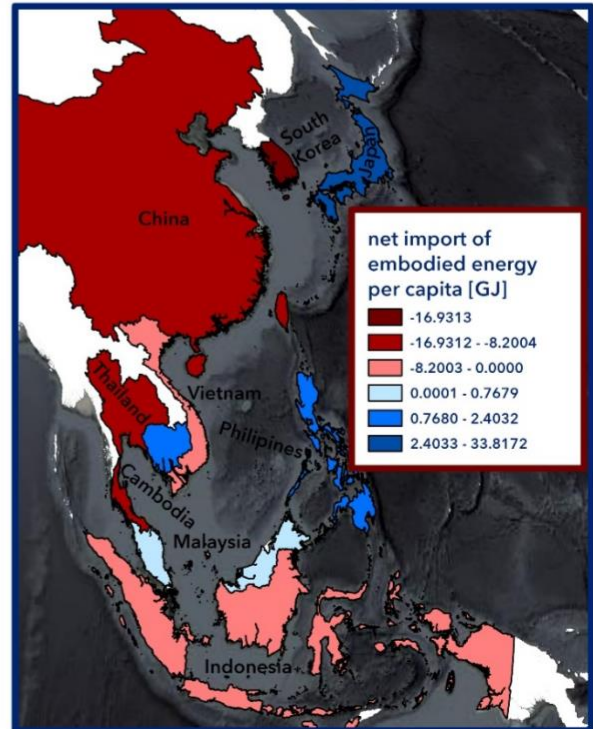 South
Korea
Japan
China
net import of
embodied energy
per capita [GJ]
-16.9313
-16.9312 - -8.2004
-8.2003 - 0.0000
0.0001 - 0.7679
0.7680 - 2.4032
2.4033 - 33.8172
Thailand
Vietnam
Philipines
Cambodia
Malaysia
Indonesia